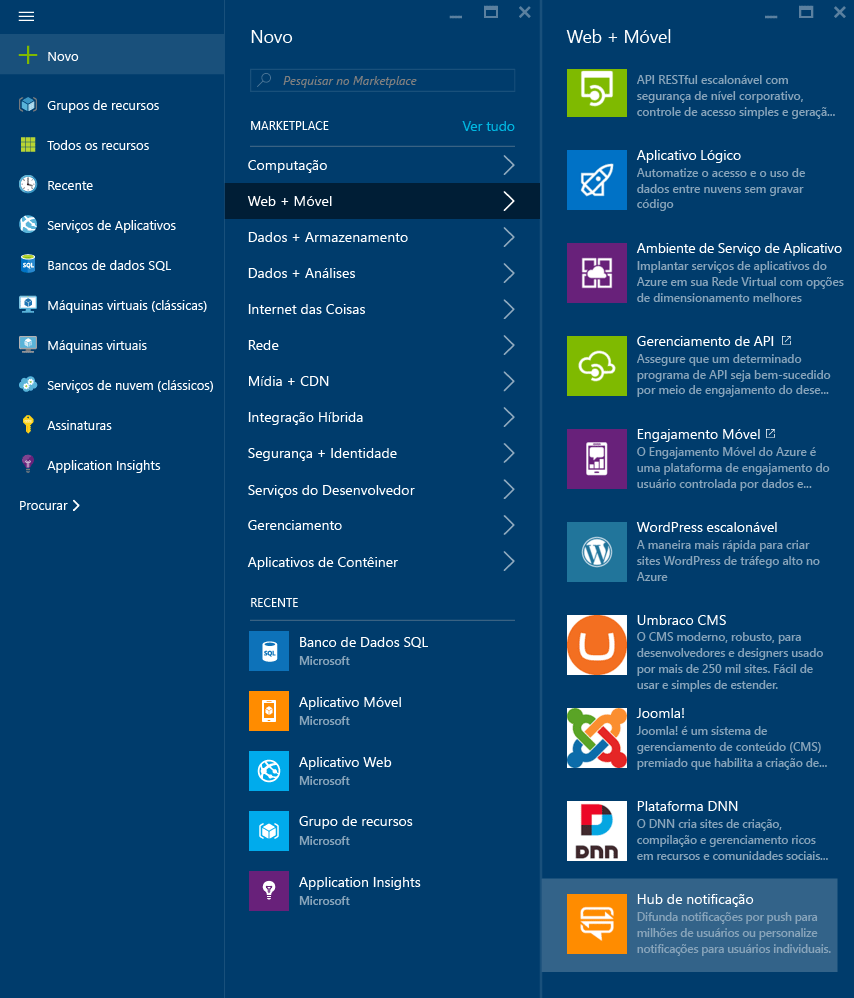 Novo
Grupos de recursos
Todos os recursos
Recente
Serviços de Aplicativos
Bancos de dados SQL
Máquinas virtuais (clássicas)
Máquinas virtuais
Serviços de nuvem (clássicos)
Assinaturas
Application Insights
Procurar
Novo
Pesquisar no Marketplace
MARKETPLACE
Ver tudo
Computação
Web + Móvel
Dados + Armazenamento
Dados + Análises
Internet das Coisas
Rede
Mídia + CDN
Integração Híbrida
Segurança + Identidade
Serviços do Desenvolvedor
Gerenciamento
Aplicativos de Contêiner
RECENTE
SQL
Banco de Dados SQL
Microsoft
Aplicativo Móvel
Microsoft
Aplicativo Web
Microsoft
Grupo de recursos
Microsoft
Application Insights
Microsoft
Web + Móvel
API RESTful escalonável com
segurança de nível corporativo,
controle de acesso simples e geraçã...
Aplicativo Lógico
Automatize o acesso e o uso de
dados entre nuvens sem gravar
código
Ambiente de Serviço de Aplicativo
Implantar serviços de aplicativos do
Azure em sua Rede Virtual com opções
de dimensionamento melhores
Gerenciamento de API
Assegure que um determinado
programa de API seja bem-sucedido
por meio de engajamento do dese...
Engajamento Móvel
O Engajamento Móvel do Azure é
uma plataforma de engajamento do
usuário controlada por dados e...
WordPress escalonável
A maneira mais rápida para criar
sites WordPress de tráfego alto no
Azure
Umbraco CMS
O CMS moderno, robusto, para
desenvolvedores e designers usado
por mais de 250 mil sites. Fácil de
usar e simples de estender.
Joomla!
Joomla! é um sistema de
gerenciamento de conteúdo (CMS)
premiado que habilita a criação de...
DNN
Plataforma DNN
O DNN cria sites de criação,
compilação e gerenciamento ricos
em recursos e comunidades sociais...
Hub de notificação
Difunda notificações por push para
milhões de usuários ou personalize
notificações para usuários individuais.